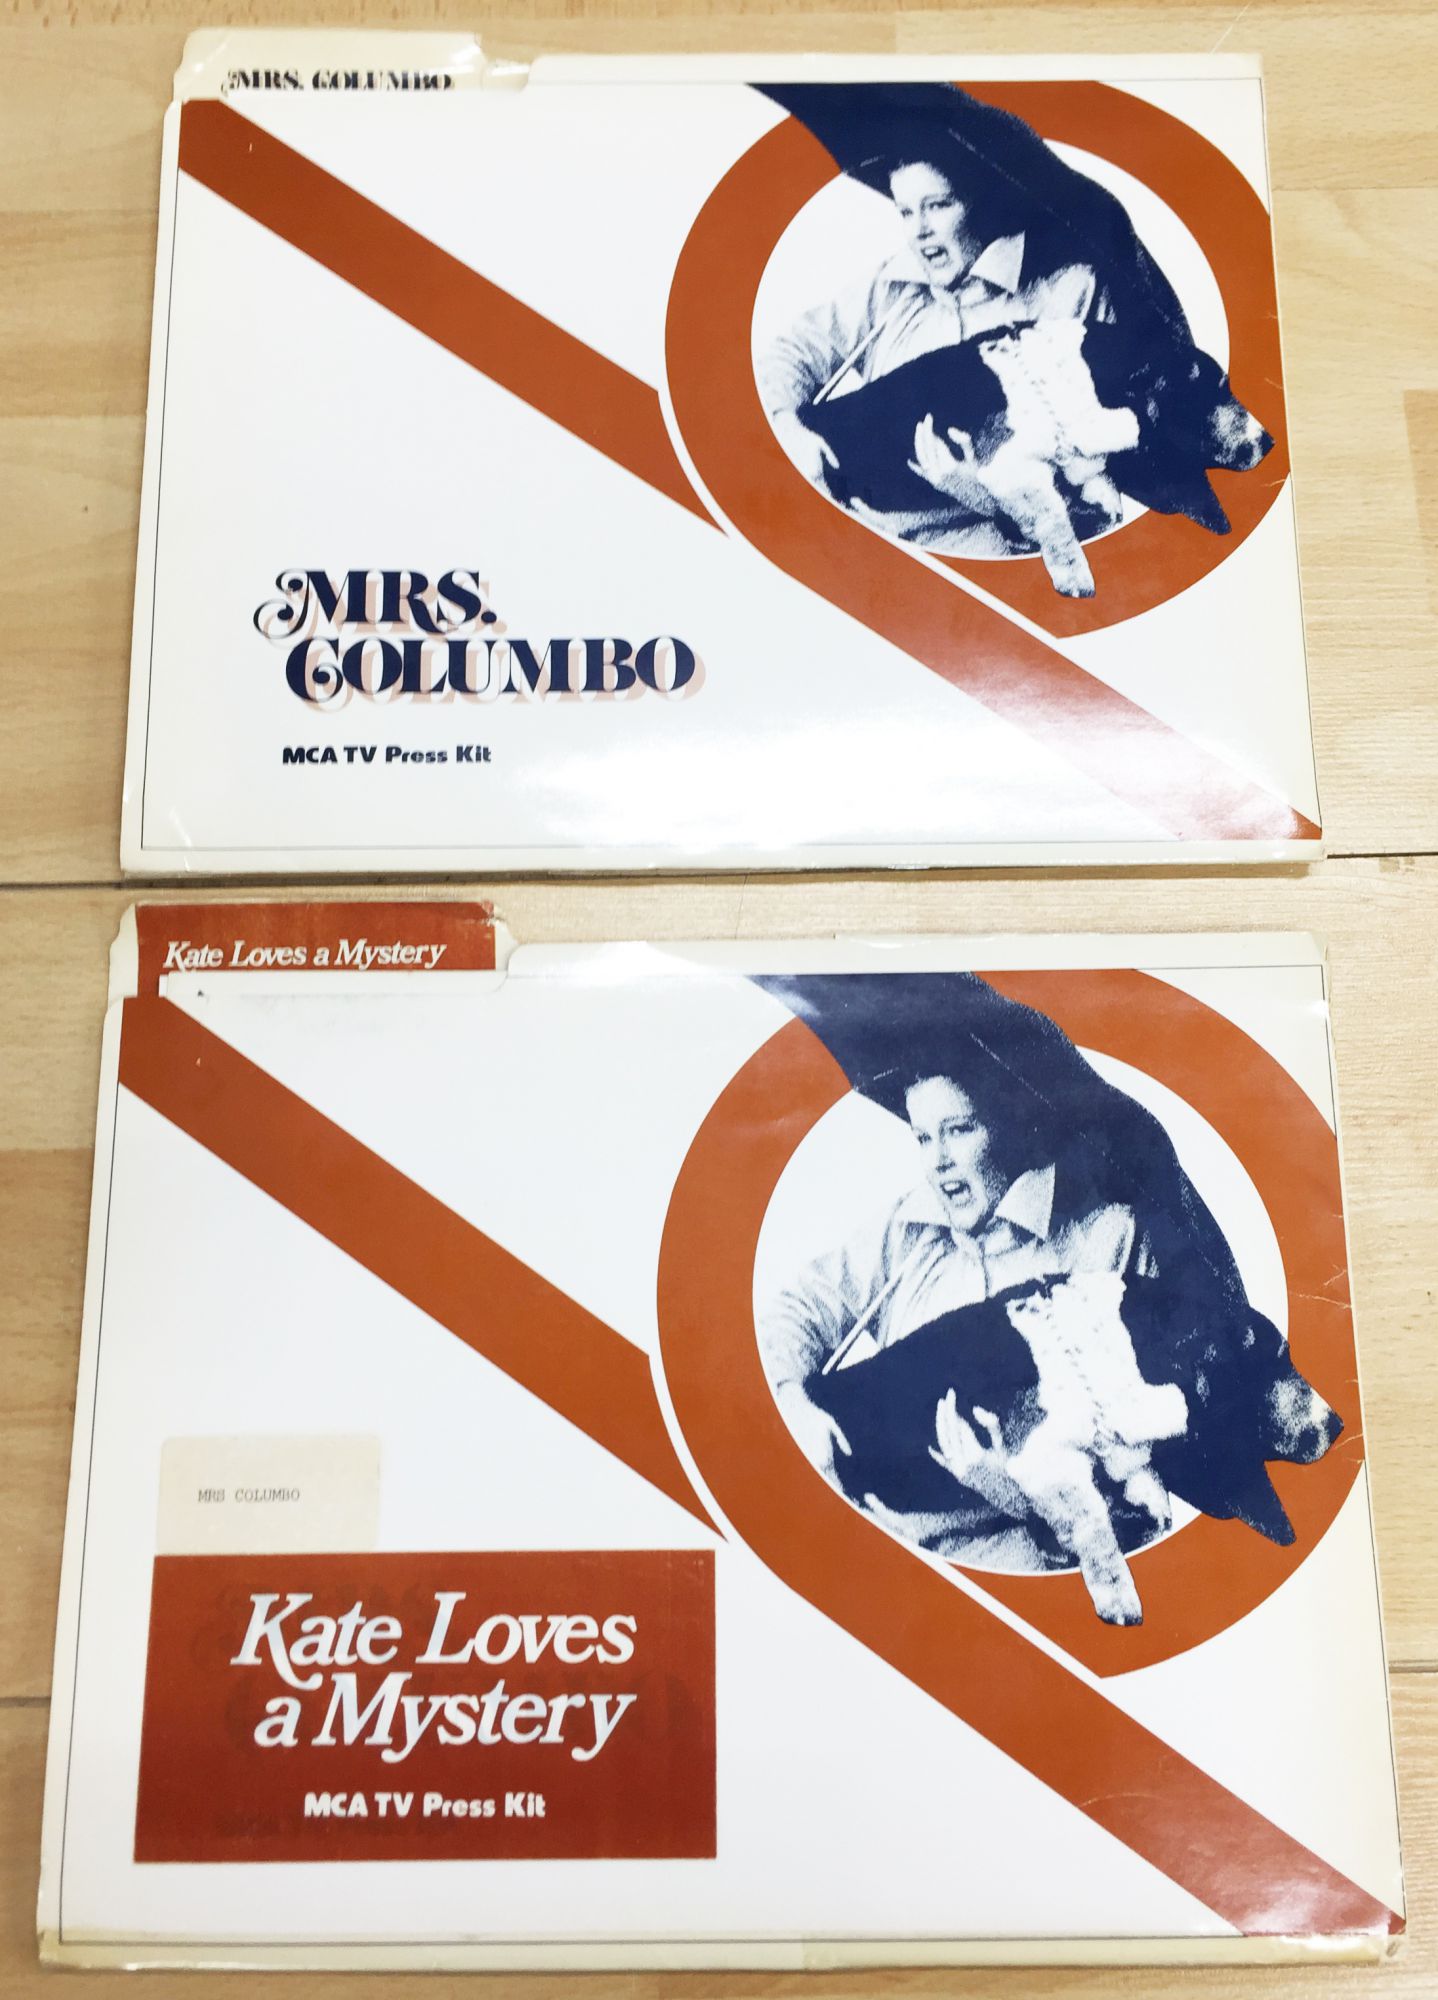 MRS. COLUMBO
MRS.
COLUMBO
MCA TV Press Kit
Kate Loves a Mystery
MRS COLUMBO
Kate Loves
a Mystery
MCA TV Press Kit